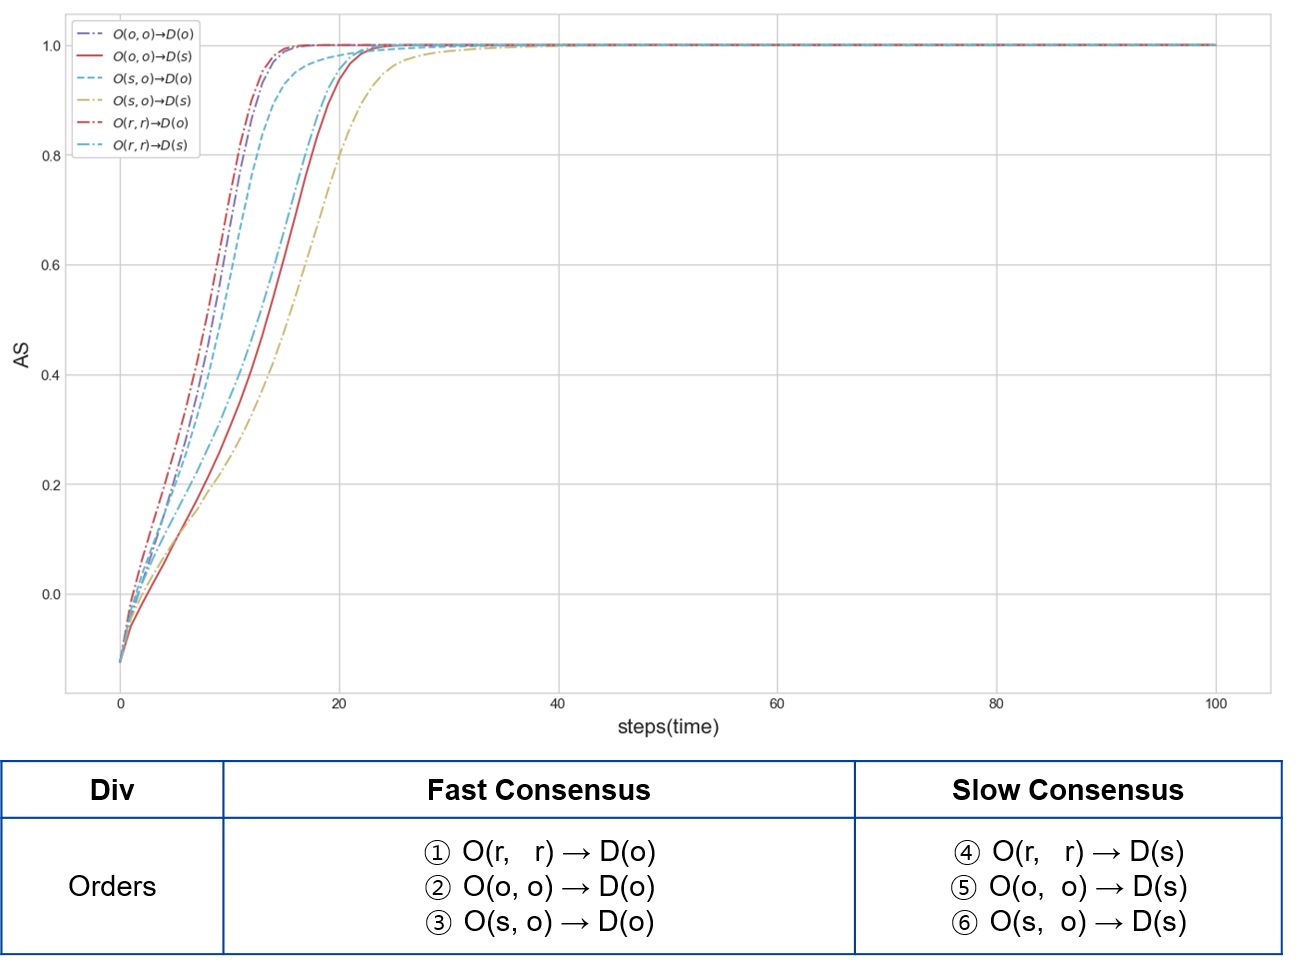 1.0
0.8
0.6
0.4
0.2
0.0
AS
O(o, o)→D(o)
O(o, o)→D(s)
O(s, o)→D(o)
O(s, o)→D(s)
O(r, r)→D(o)
O(r, r)→D(s)
0 20 40 60 80 100
steps(time)
Div Fast Consensus Slow Consensus
Orders
① O(r, r) → D(o)
② O(o, o) → D(o)
③ O(s, o) → D(o)
④ O(r, r) → D(s)
⑤ O(o, o) → D(s)
⑥ O(s, o) → D(s)